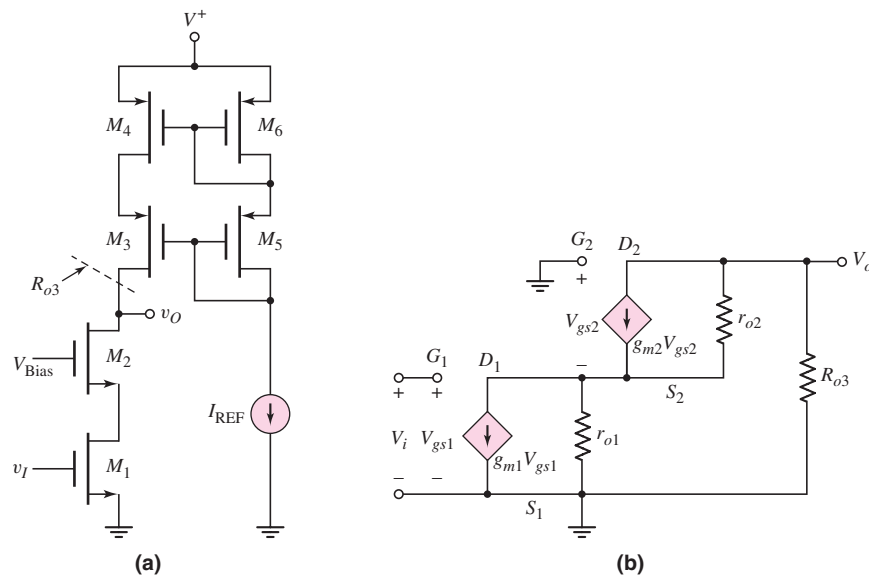 V+
M4
M6
M3
M5
Ro3
vO
VBias
M2
IREF
vI
M1
(a)
G2
+
D2
Vo
Vgs2
gm2Vgs2
ro2
G1
D1
−
S2
Ro3
+ +
Vi Vgs1
gm1Vgs1
ro1
− −
S1
(b)